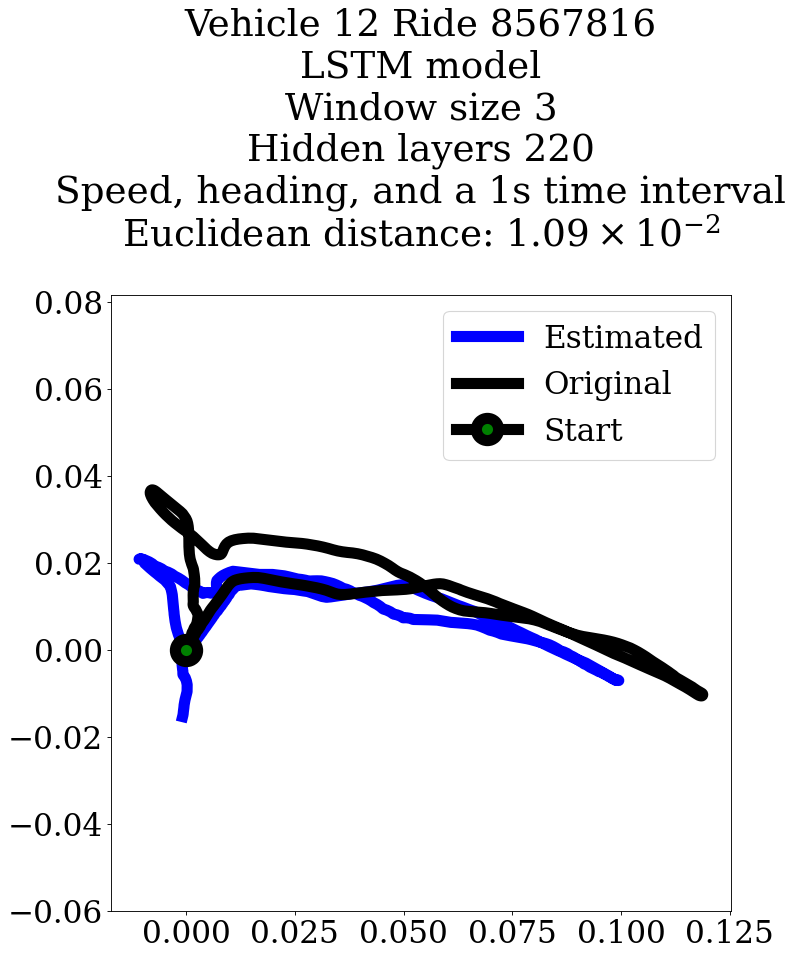 Vehicle 12 Ride 8567816
LSTM model
Window size 3
Hidden layers 220
Speed, heading, and a 1s time interval
Euclidean distance: 1.09 × 10⁻²
Estimated
Original
Start
0.08
0.06
0.04
0.02
0.00
−0.02
−0.04
−0.06
0.000 0.025 0.050 0.075 0.100 0.125